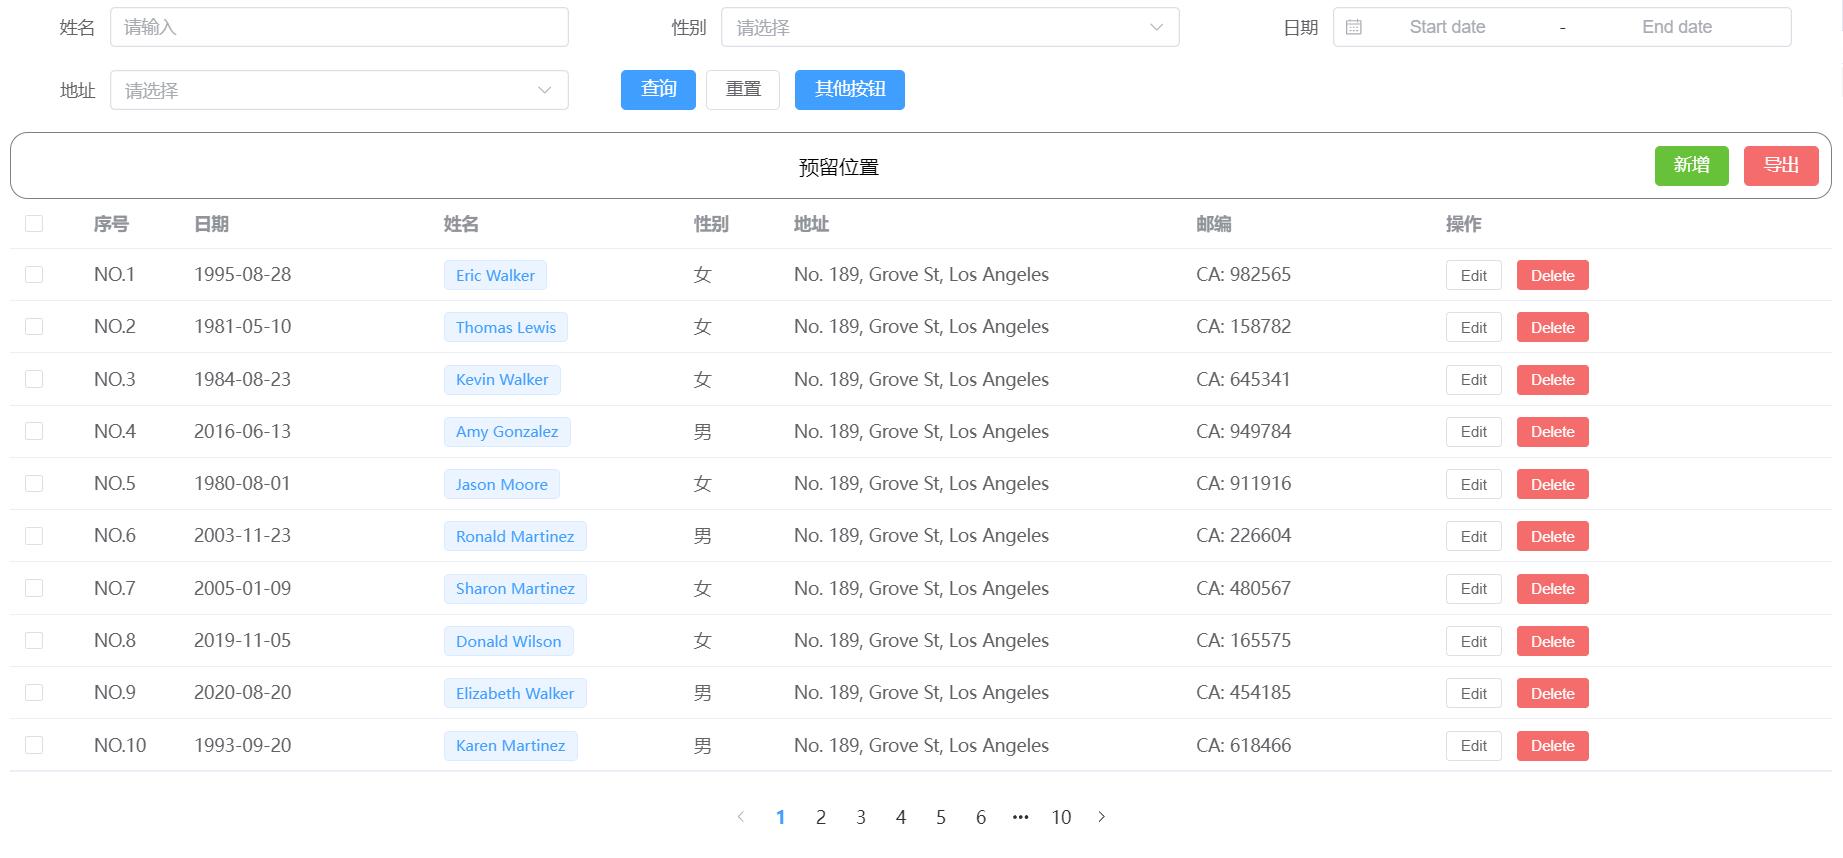 姓名 请输入 性别 请选择 日期 Start date - End date
地址 请选择 查询 重置 其他按钮
预留位置 新增 导出
序号 日期 姓名 性别 地址 邮编 操作
NO.1 1995-08-28 Eric Walker 女 No. 189, Grove St, Los Angeles CA: 982565 Edit Delete
NO.2 1981-05-10 Thomas Lewis 女 No. 189, Grove St, Los Angeles CA: 158782 Edit Delete
NO.3 1984-08-23 Kevin Walker 女 No. 189, Grove St, Los Angeles CA: 645341 Edit Delete
NO.4 2016-06-13 Amy Gonzalez 男 No. 189, Grove St, Los Angeles CA: 949784 Edit Delete
NO.5 1980-08-01 Jason Moore 女 No. 189, Grove St, Los Angeles CA: 911916 Edit Delete
NO.6 2003-11-23 Ronald Martinez 男 No. 189, Grove St, Los Angeles CA: 226604 Edit Delete
NO.7 2005-01-09 Sharon Martinez 女 No. 189, Grove St, Los Angeles CA: 480567 Edit Delete
NO.8 2019-11-05 Donald Wilson 女 No. 189, Grove St, Los Angeles CA: 165575 Edit Delete
NO.9 2020-08-20 Elizabeth Walker 男 No. 189, Grove St, Los Angeles CA: 454185 Edit Delete
NO.10 1993-09-20 Karen Martinez 男 No. 189, Grove St, Los Angeles CA: 618466 Edit Delete
1 2 3 4 5 6 ••• 10